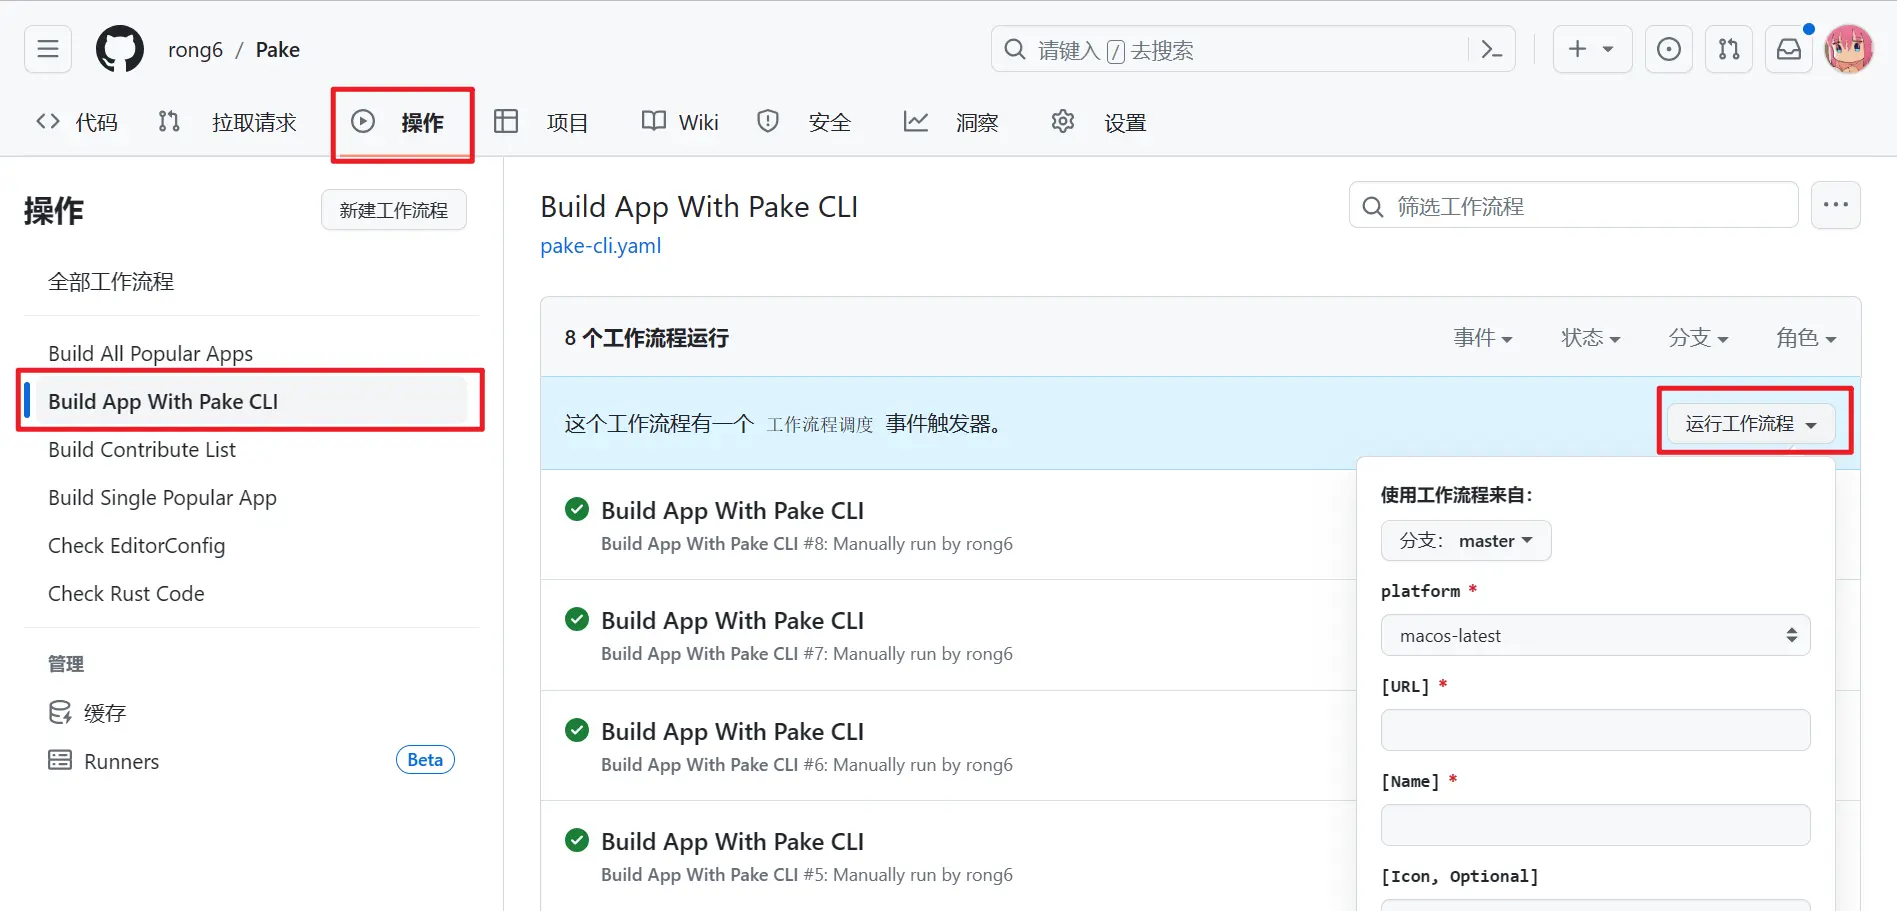 rong6 / Pake
请键入 / 去搜索
代码 拉取请求 操作 项目 Wiki 安全 洞察 设置
操作
新建工作流程
全部工作流程
Build All Popular Apps
Build App With Pake CLI
Build Contribute List
Build Single Popular App
Check EditorConfig
Check Rust Code
管理
缓存
Runners Beta
Build App With Pake CLI
筛选工作流程
pake-cli.yaml
8 个工作流程运行
事件 状态 分支 角色
这个工作流程有一个 工作流程调度 事件触发器。
运行工作流程
Build App With Pake CLI
Build App With Pake CLI #8: Manually run by rong6
Build App With Pake CLI
Build App With Pake CLI #7: Manually run by rong6
Build App With Pake CLI
Build App With Pake CLI #6: Manually run by rong6
Build App With Pake CLI
Build App With Pake CLI #5: Manually run by rong6
使用工作流程来自：
分支： master
platform *
macos-latest
[URL] *
[Name] *
[Icon, Optional]